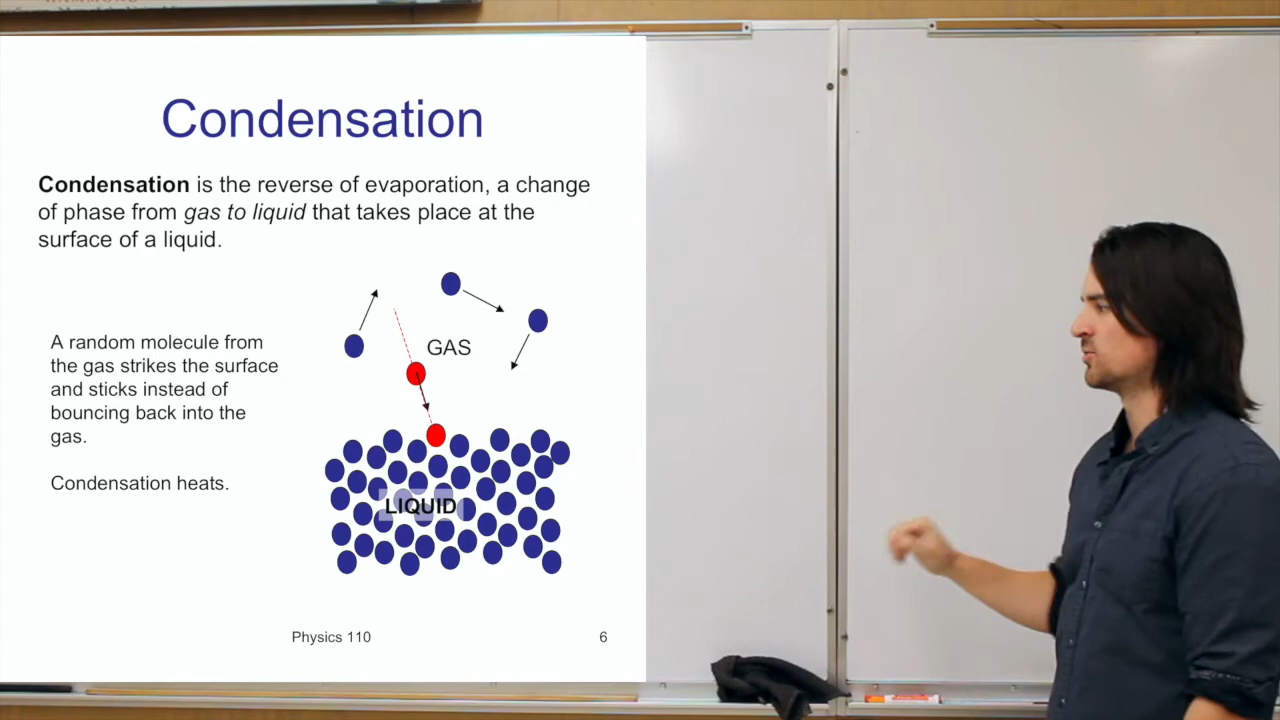 Condensation
Condensation is the reverse of evaporation, a change
of phase from gas to liquid that takes place at the
surface of a liquid.
A random molecule from
the gas strikes the surface
and sticks instead of
bouncing back into the
gas.
Condensation heats.
GAS
LIQUID
Physics 110
6